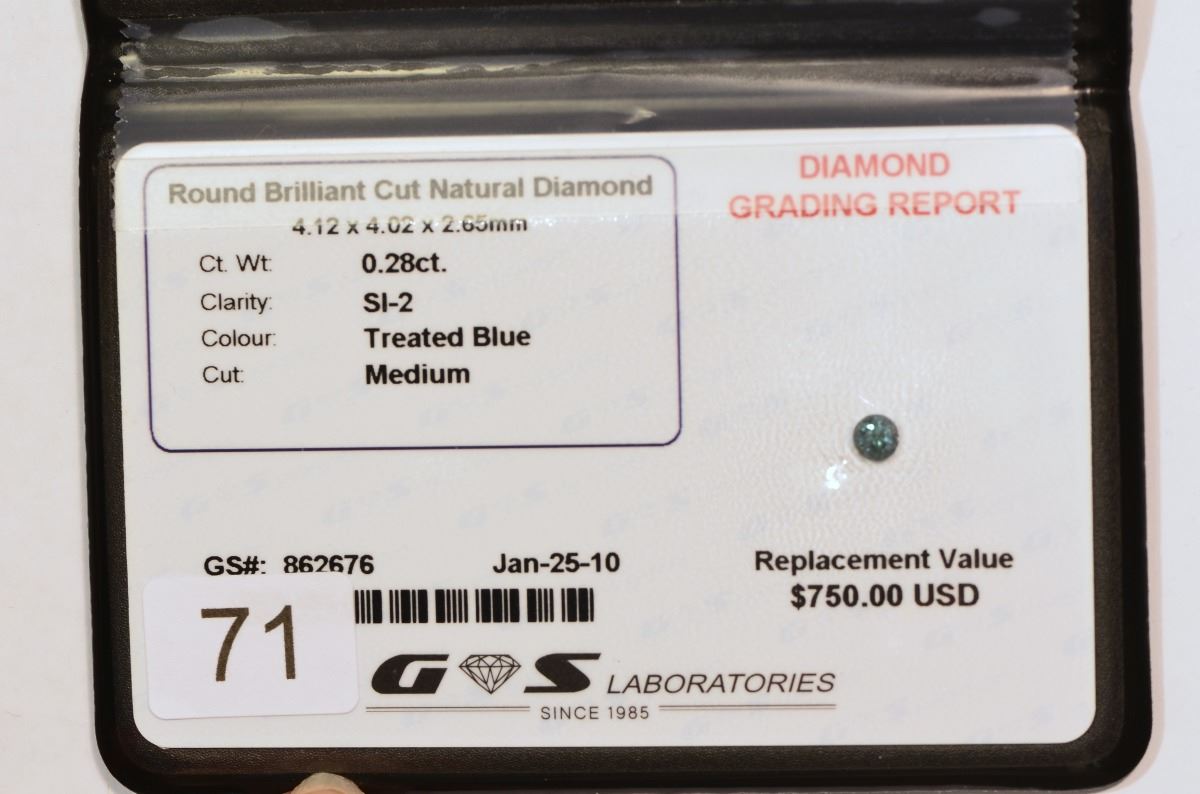 Round Brilliant Cut Natural Diamond
4.12 x 4.02 x 2.65mm
Ct. Wt: 0.28ct.
Clarity: SI-2
Colour: Treated Blue
Cut: Medium
DIAMOND
GRADING REPORT
GS#: 862676 Jan-25-10
Replacement Value
$750.00 USD
71
G S LABORATORIES
SINCE 1985